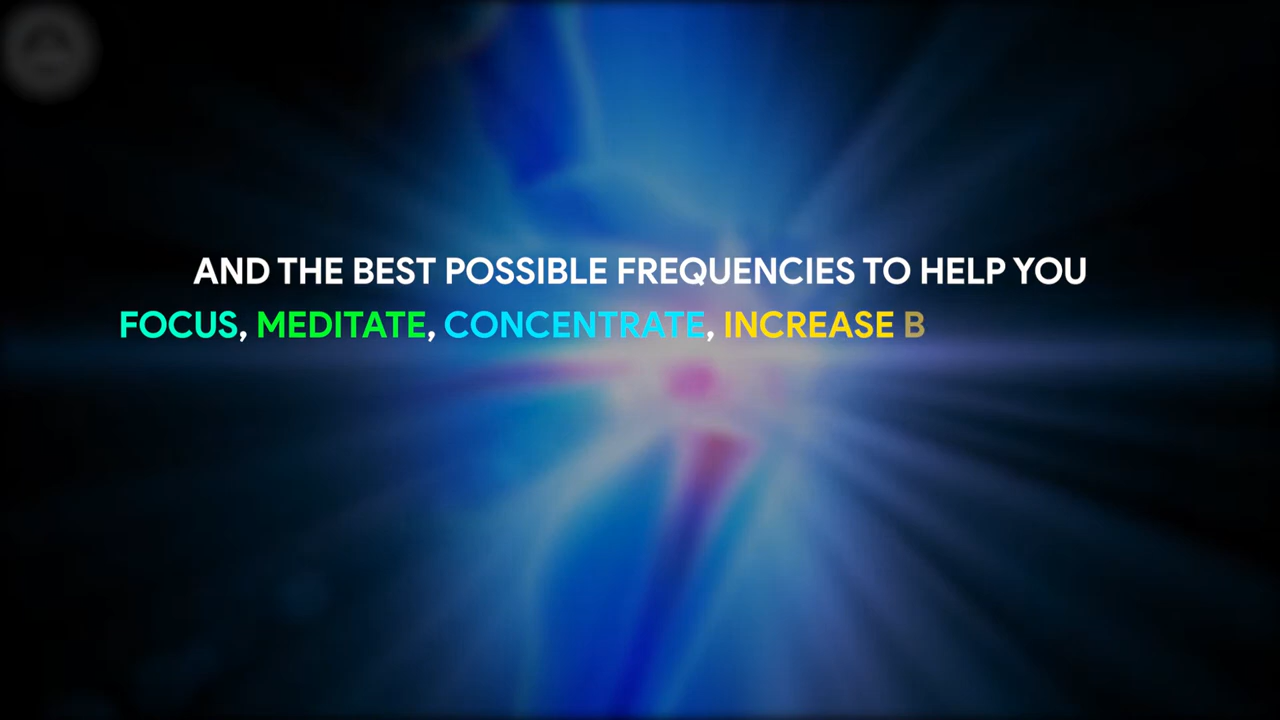 AND THE BEST POSSIBLE FREQUENCIES TO HELP YOU
FOCUS, MEDITATE, CONCENTRATE, INCREASE B